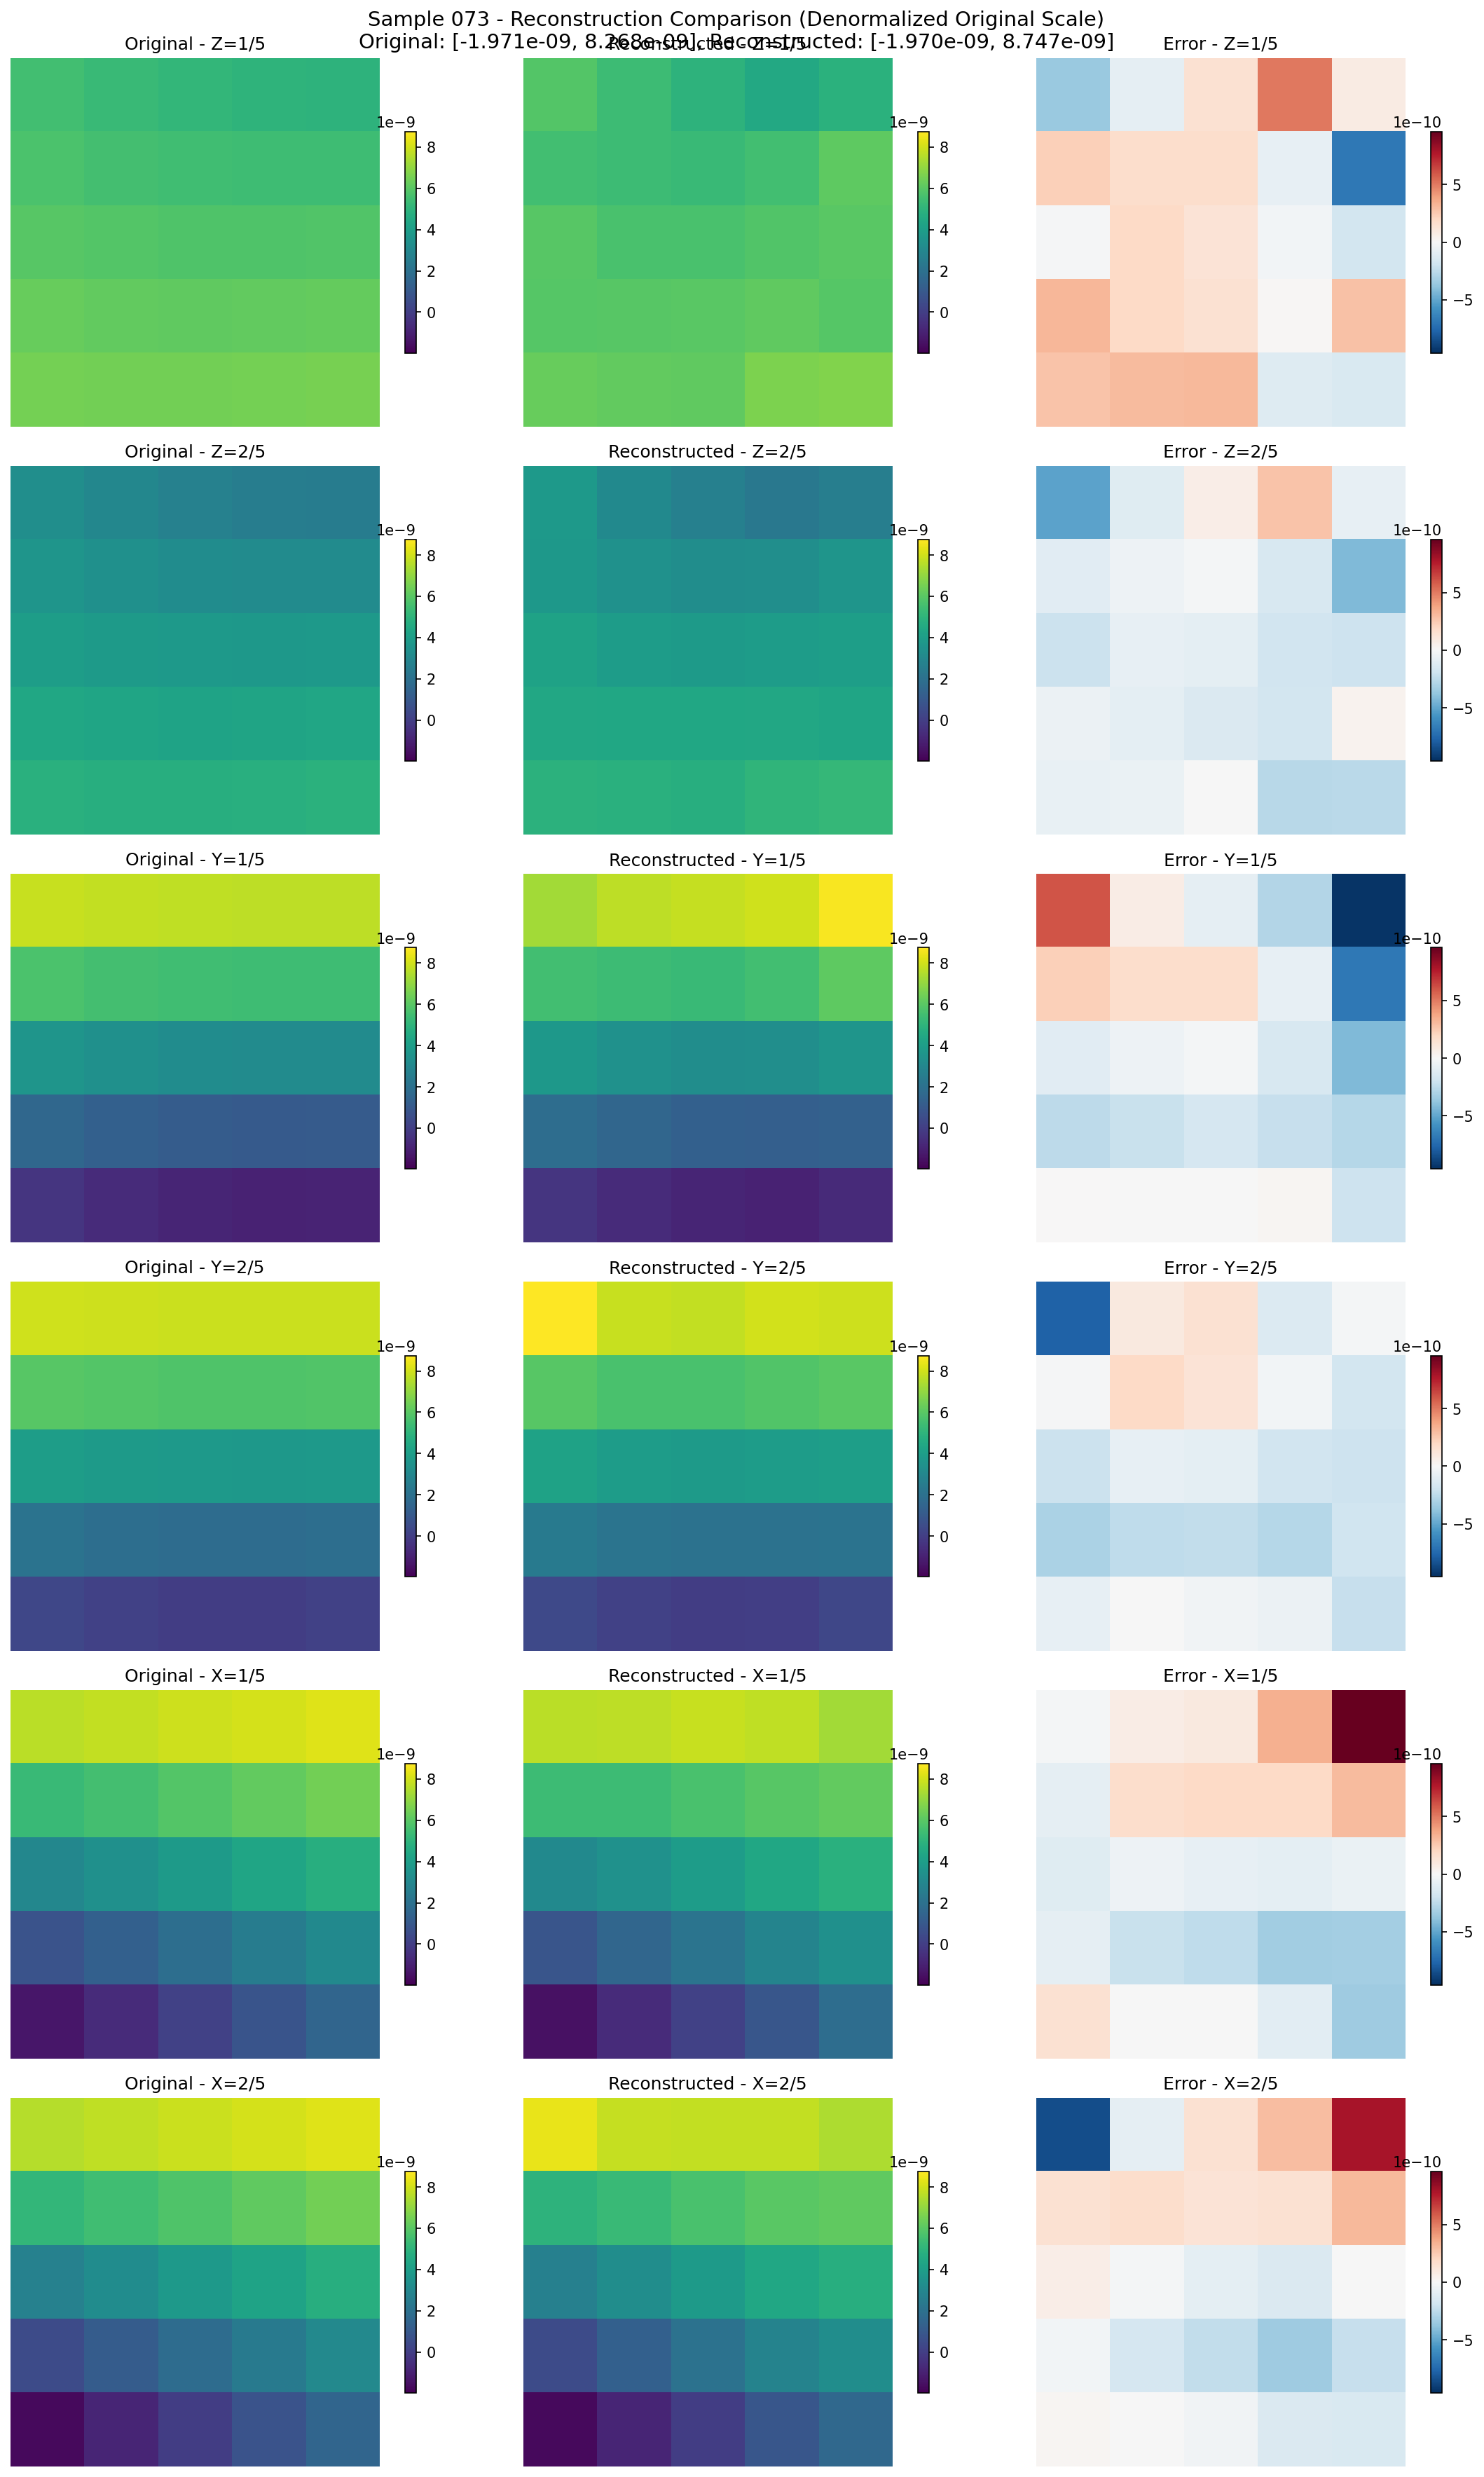 Sample 073 - Reconstruction Comparison (Denormalized Original Scale)
Original: [-1.971e-09, 8.268e-09], Reconstructed: [-1.970e-09, 8.747e-09]
Original - Z=1/5
Reconstructed - Z=1/5
Error - Z=1/5
1e−9
8
6
4
2
0
1e−9
8
6
4
2
0
1e−10
5
0
−5
Original - Z=2/5
Reconstructed - Z=2/5
Error - Z=2/5
1e−9
8
6
4
2
0
1e−9
8
6
4
2
0
1e−10
5
0
−5
Original - Y=1/5
Reconstructed - Y=1/5
Error - Y=1/5
1e−9
8
6
4
2
0
1e−9
8
6
4
2
0
1e−10
5
0
−5
Original - Y=2/5
Reconstructed - Y=2/5
Error - Y=2/5
1e−9
8
6
4
2
0
1e−9
8
6
4
2
0
1e−10
5
0
−5
Original - X=1/5
Reconstructed - X=1/5
Error - X=1/5
1e−9
8
6
4
2
0
1e−9
8
6
4
2
0
1e−10
5
0
−5
Original - X=2/5
Reconstructed - X=2/5
Error - X=2/5
1e−9
8
6
4
2
0
1e−9
8
6
4
2
0
1e−10
5
0
−5